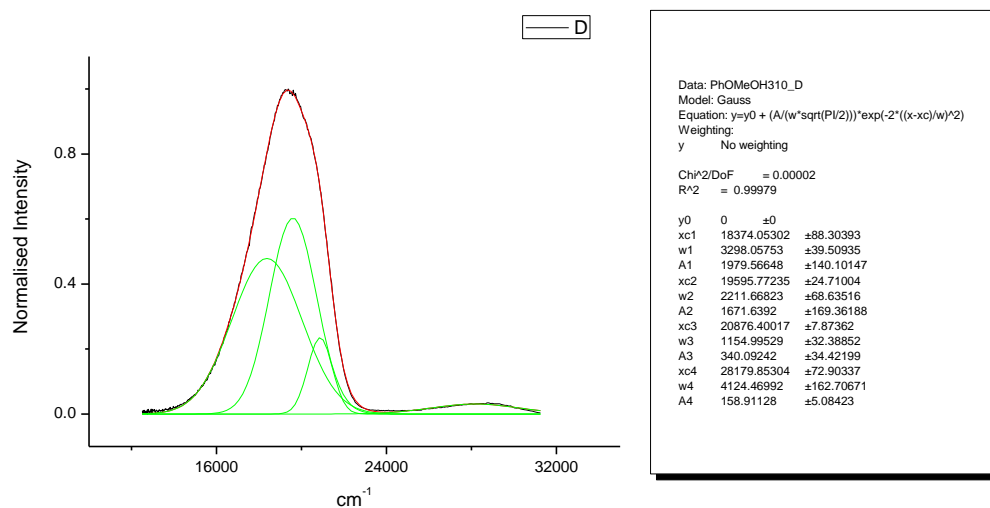 D
0.8
0.4
0.0
Normalised Intensity
16000 24000 32000
cm-1
Data: PhOMeOH310_D
Model: Gauss
Equation: y=y0 + (A/(w*sqrt(PI/2)))*exp(-2*((x-xc)/w)^2)
Weighting:
y No weighting
Chi^2/DoF = 0.00002
R^2 = 0.99979
y0 0 ±0
xc1 18374.05302 ±88.30393
w1 3298.05753 ±39.50935
A1 1979.56648 ±140.10147
xc2 19595.77235 ±24.71004
w2 2211.66823 ±68.63516
A2 1671.6392 ±169.36188
xc3 20876.40017 ±7.87362
w3 1154.99529 ±32.38852
A3 340.09242 ±34.42199
xc4 28179.85304 ±72.90337
w4 4124.46992 ±162.70671
A4 158.91128 ±5.08423